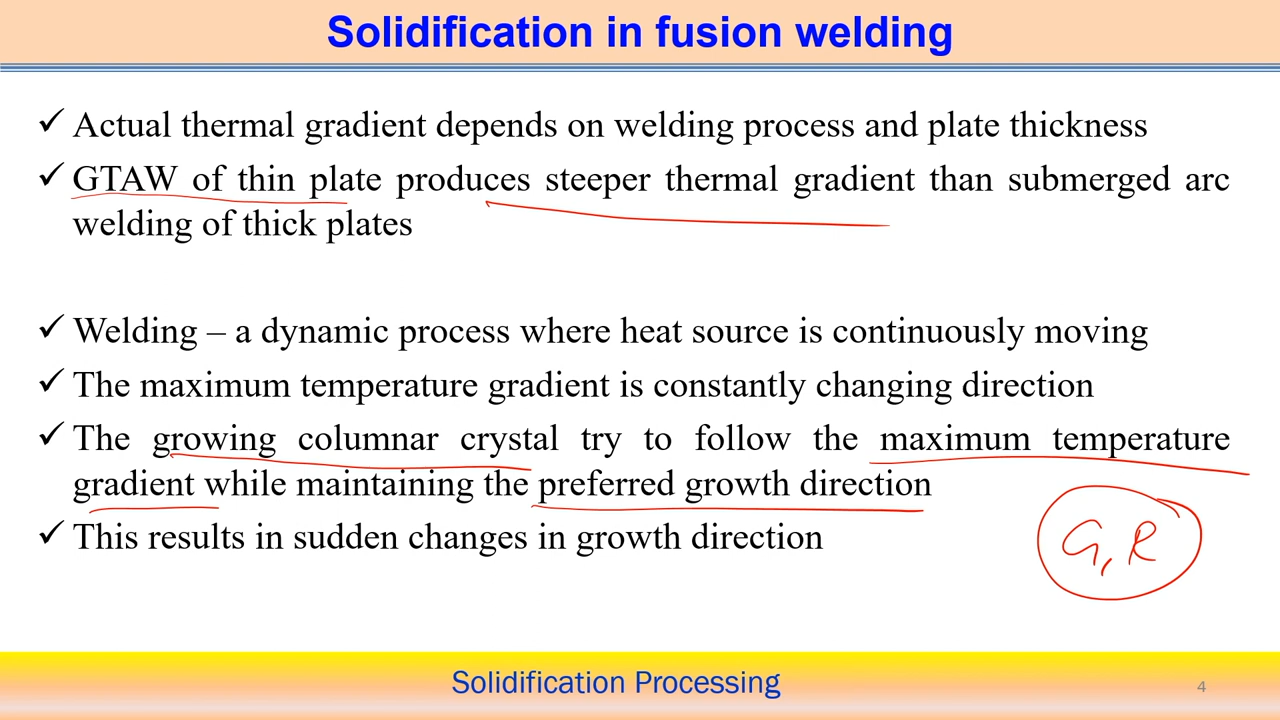 Solidification in fusion welding
✓ Actual thermal gradient depends on welding process and plate thickness
✓ GTAW of thin plate produces steeper thermal gradient than submerged arc
welding of thick plates
✓ Welding – a dynamic process where heat source is continuously moving
✓ The maximum temperature gradient is constantly changing direction
✓ The growing columnar crystal try to follow the maximum temperature
gradient while maintaining the preferred growth direction
✓ This results in sudden changes in growth direction
G, R
Solidification Processing
4